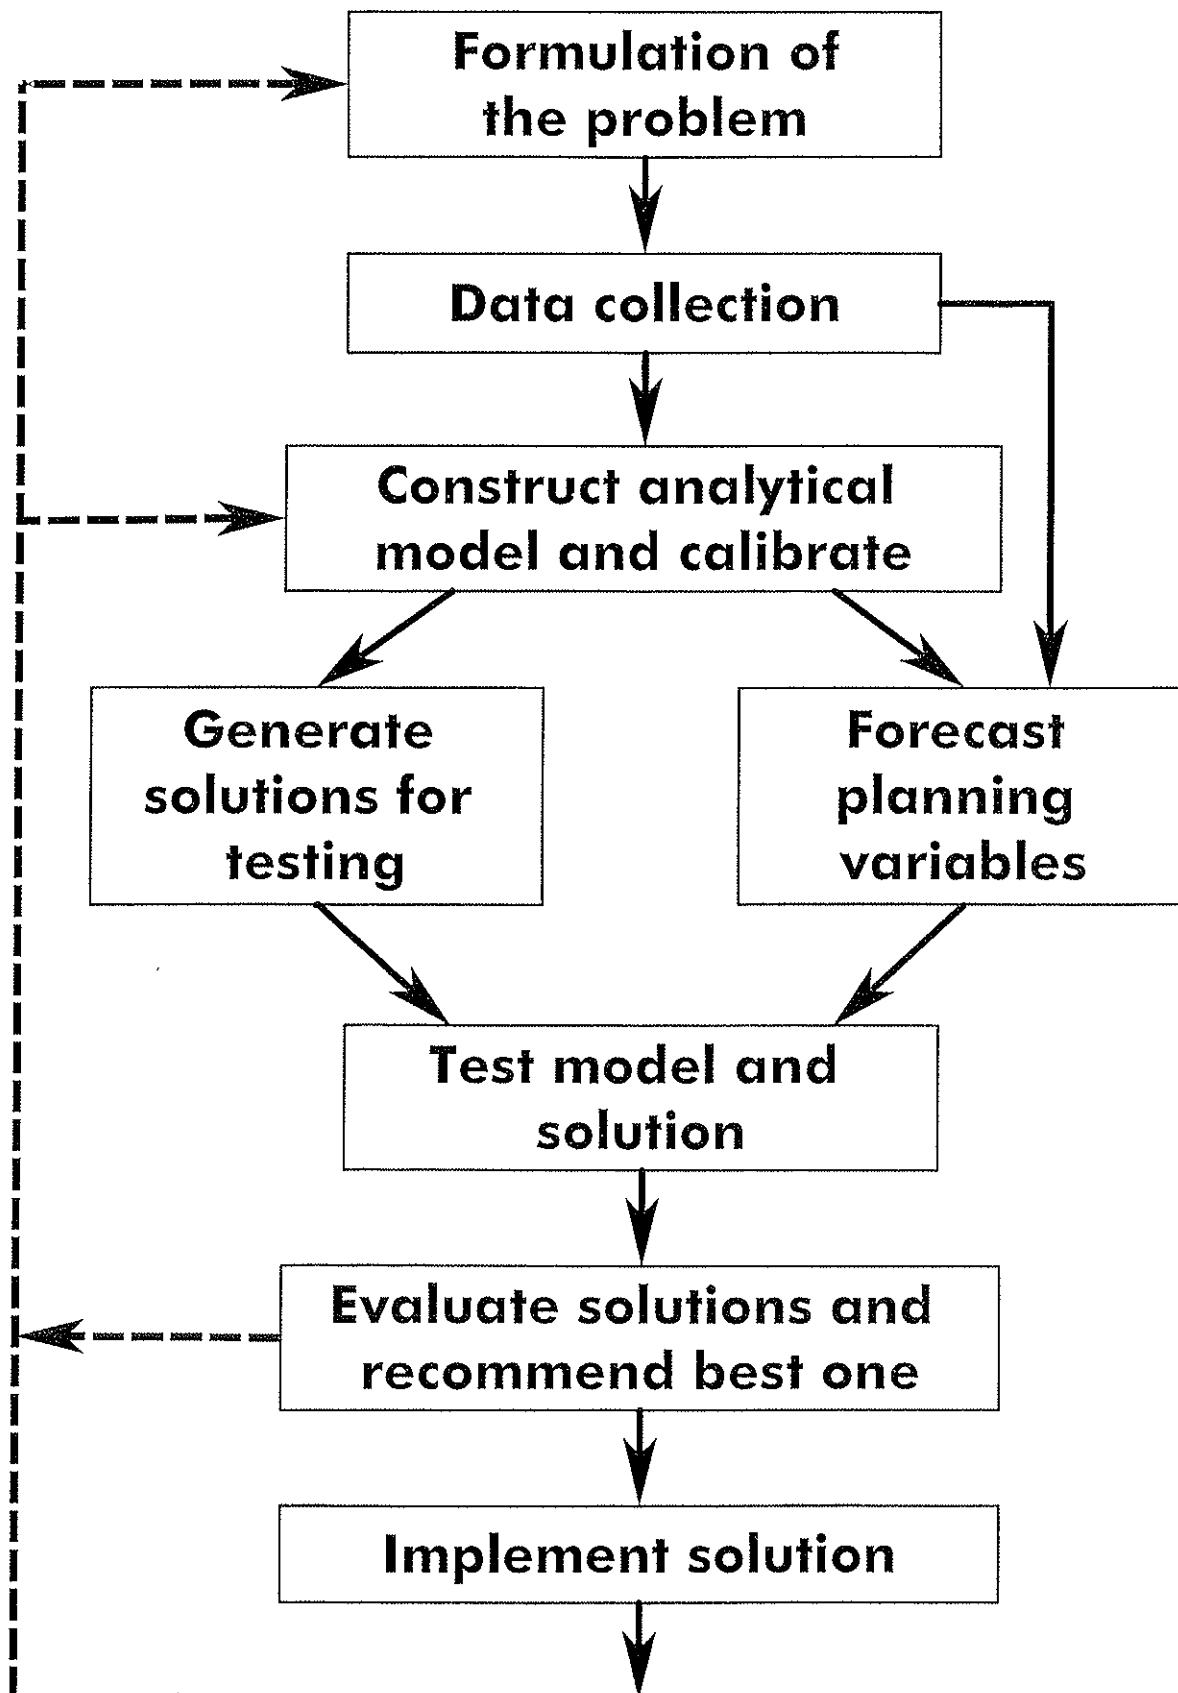 Formulation of
the problem
Data collection
Construct analytical
model and calibrate
Generate
solutions for
testing
Forecast
planning
variables
Test model and
solution
Evaluate solutions and
recommend best one
Implement solution